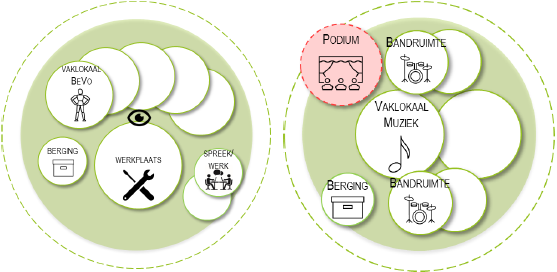 VAKLOKAAL
BEVO
BERGING
WERKPLAATS
SPREEK/
WERK
PODIUM
BANDRUIMTE
VAKLOKAAL
MUZIEK
BERGING
BANDRUIMTE